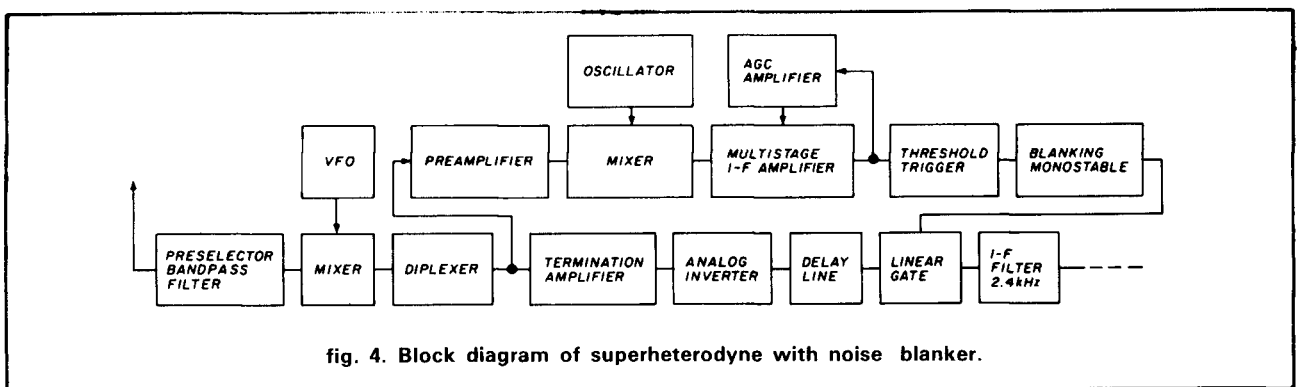 OSCILLATOR
AGC
AMPLIFIER
VFO
PREAMPLIFIER
MIXER
MULTISTAGE
I-F AMPLIFIER
THRESHOLD
TRIGGER
BLANKING
MONOSTABLE
PRESELECTOR
BANDPASS
FILTER
MIXER
DIPLEXER
TERMINATION
AMPLIFIER
ANALOG
INVERTER
DELAY
LINE
LINEAR
GATE
I-F
FILTER
2.4kHz
fig. 4. Block diagram of superheterodyne with noise blanker.